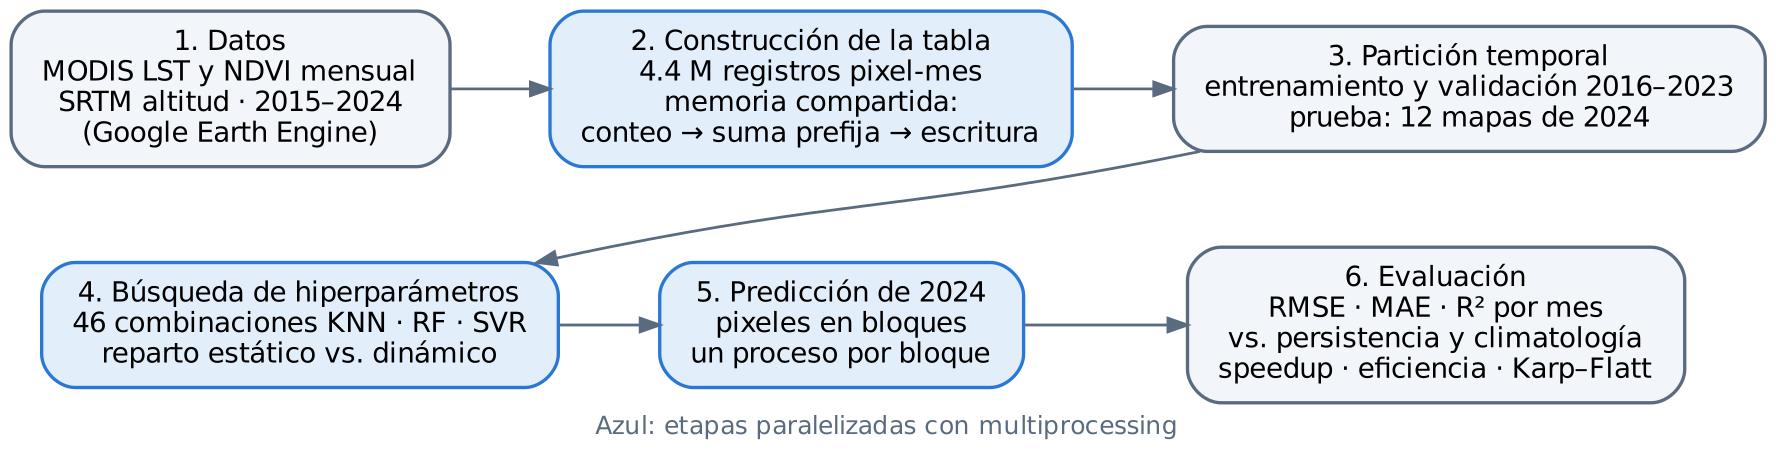 1. Datos
MODIS LST y NDVI mensual
SRTM altitud · 2015–2024
(Google Earth Engine)
2. Construcción de la tabla
4.4 M registros pixel-mes
memoria compartida:
conteo → suma prefija → escritura
3. Partición temporal
entrenamiento y validación 2016–2023
prueba: 12 mapas de 2024
4. Búsqueda de hiperparámetros
46 combinaciones KNN · RF · SVR
reparto estático vs. dinámico
5. Predicción de 2024
pixeles en bloques
un proceso por bloque
6. Evaluación
RMSE · MAE · R² por mes
vs. persistencia y climatología
speedup · eficiencia · Karp–Flatt
Azul: etapas paralelizadas con multiprocessing